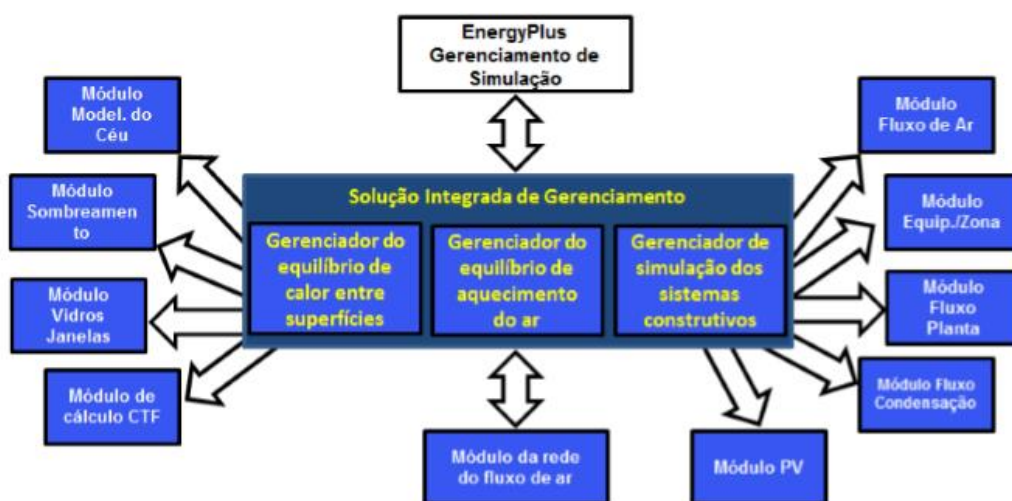 EnergyPlus
Gerenciamento de
Simulação
Módulo
Model. do
Céu
Módulo
Fluxo de Ar
Módulo
Sombreamen
to
Solução Integrada de Gerenciamento
Módulo
Equip./Zona
Gerenciador do
equilíbrio de
calor entre
superfícies
Gerenciador do
equilíbrio de
aquecimento
do ar
Gerenciador de
simulação dos
sistemas
construtivos
Módulo
Vidros
Janelas
Módulo
Fluxo
Planta
Módulo de
cálculo CTF
Módulo Fluxo
Condensação
Módulo da rede
do fluxo de ar
Módulo PV